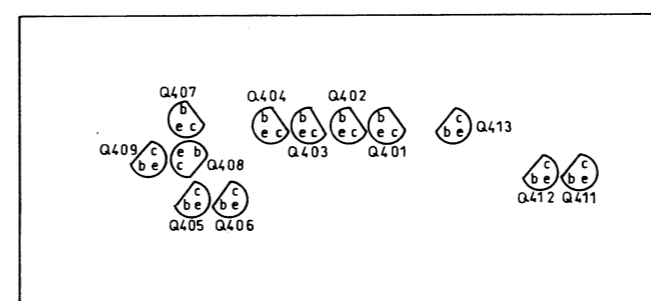 Q407 Q404 Q402
b b b b b c
e c e c e c e c e c b e Q413
Q403 Q401
Q409 c e b
b e c Q408
c c
b e b e
Q412 Q411
c c
b e b e
Q405 Q406